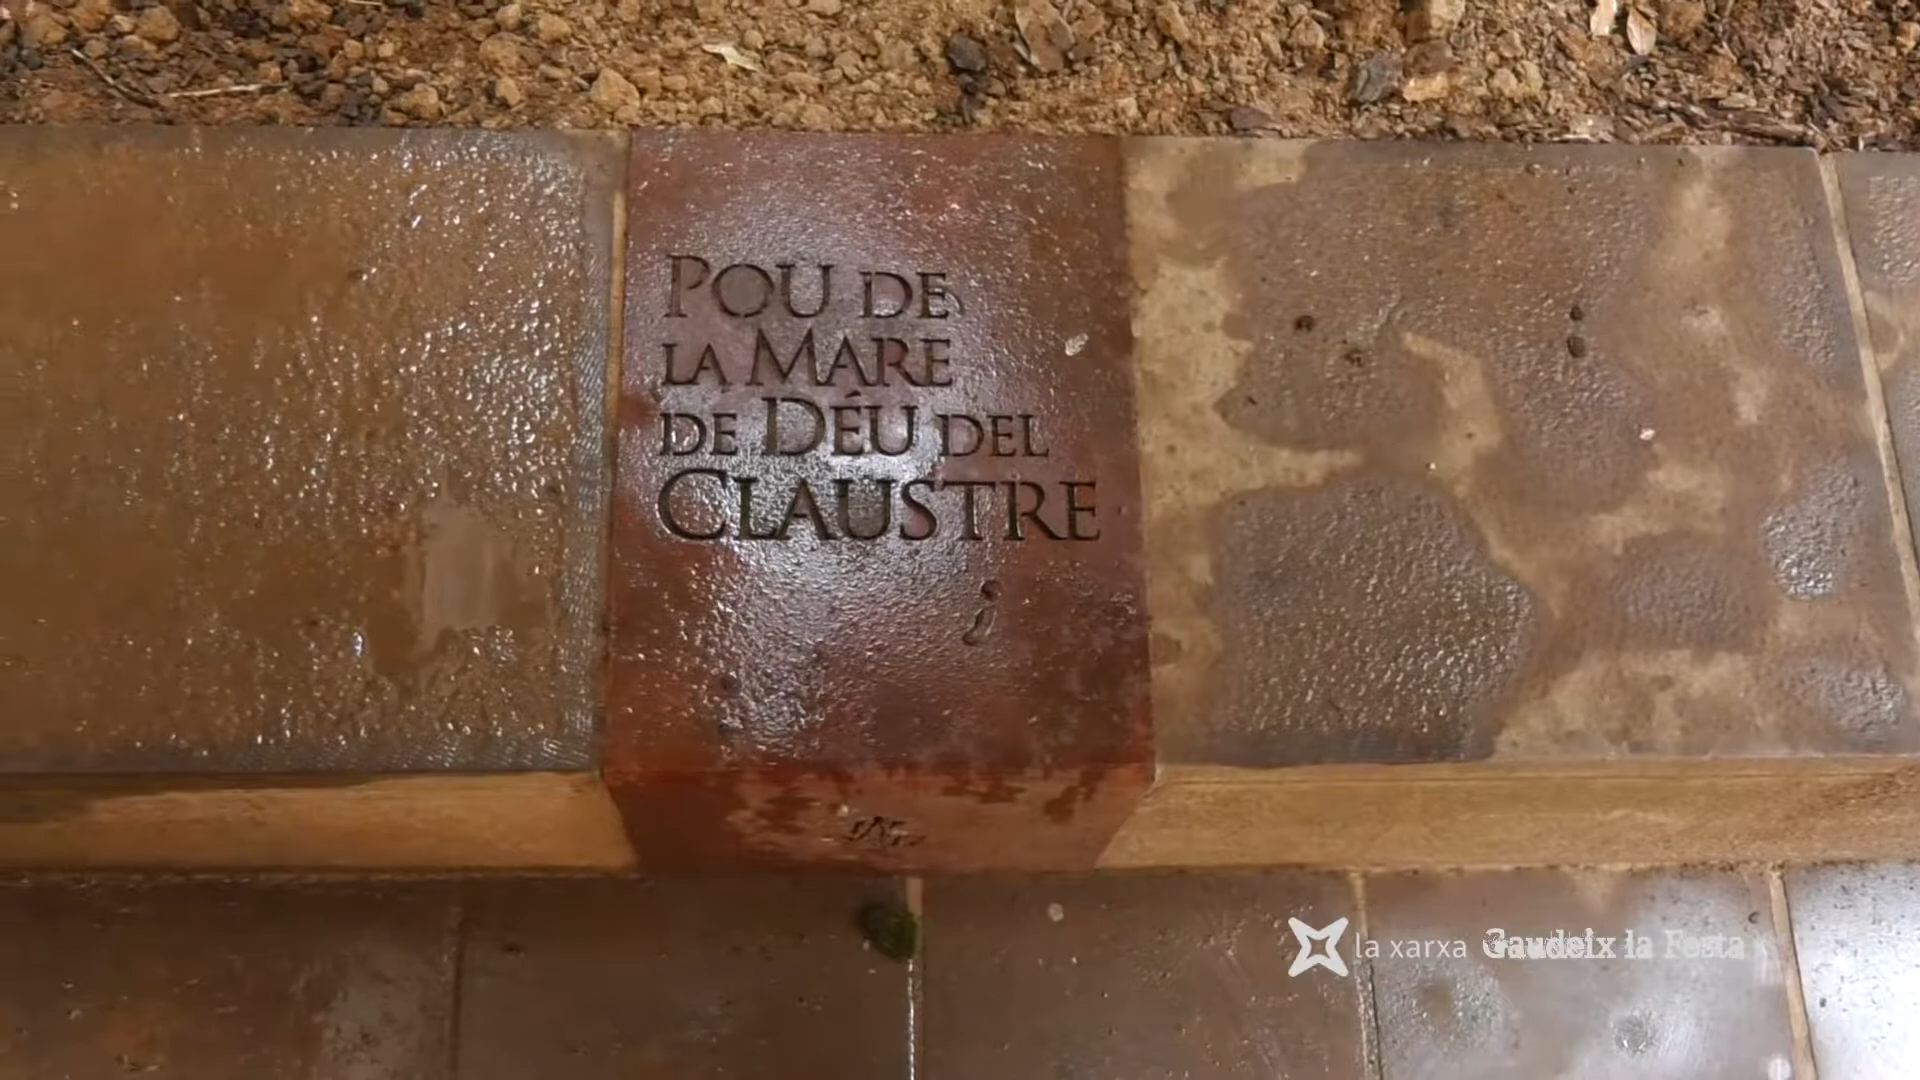 POU DE
LA MARE
DE DÉU DEL
CLAUSTRE
la xarxa Gaudeix la Festa